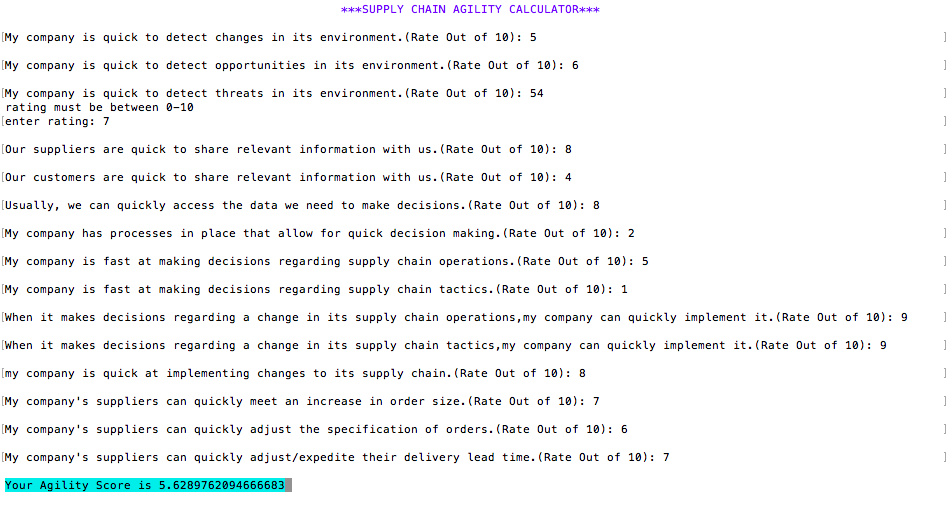 ***SUPPLY CHAIN AGILITY CALCULATOR***
[My company is quick to detect changes in its environment.(Rate Out of 10): 5 ]
[My company is quick to detect opportunities in its environment.(Rate Out of 10): 6 ]
[My company is quick to detect threats in its environment.(Rate Out of 10): 54 ]
rating must be between 0-10
[enter rating: 7 ]
[Our suppliers are quick to share relevant information with us.(Rate Out of 10): 8 ]
[Our customers are quick to share relevant information with us.(Rate Out of 10): 4 ]
[Usually, we can quickly access the data we need to make decisions.(Rate Out of 10): 8 ]
[My company has processes in place that allow for quick decision making.(Rate Out of 10): 2 ]
[My company is fast at making decisions regarding supply chain operations.(Rate Out of 10): 5 ]
[My company is fast at making decisions regarding supply chain tactics.(Rate Out of 10): 1 ]
[When it makes decisions regarding a change in its supply chain operations,my company can quickly implement it.(Rate Out of 10): 9 ]
[When it makes decisions regarding a change in its supply chain tactics,my company can quickly implement it.(Rate Out of 10): 9 ]
[my company is quick at implementing changes to its supply chain.(Rate Out of 10): 8 ]
[My company's suppliers can quickly meet an increase in order size.(Rate Out of 10): 7 ]
[My company's suppliers can quickly adjust the specification of orders.(Rate Out of 10): 6 ]
[My company's suppliers can quickly adjust/expedite their delivery lead time.(Rate Out of 10): 7 ]
Your Agility Score is 5.6289762094666683